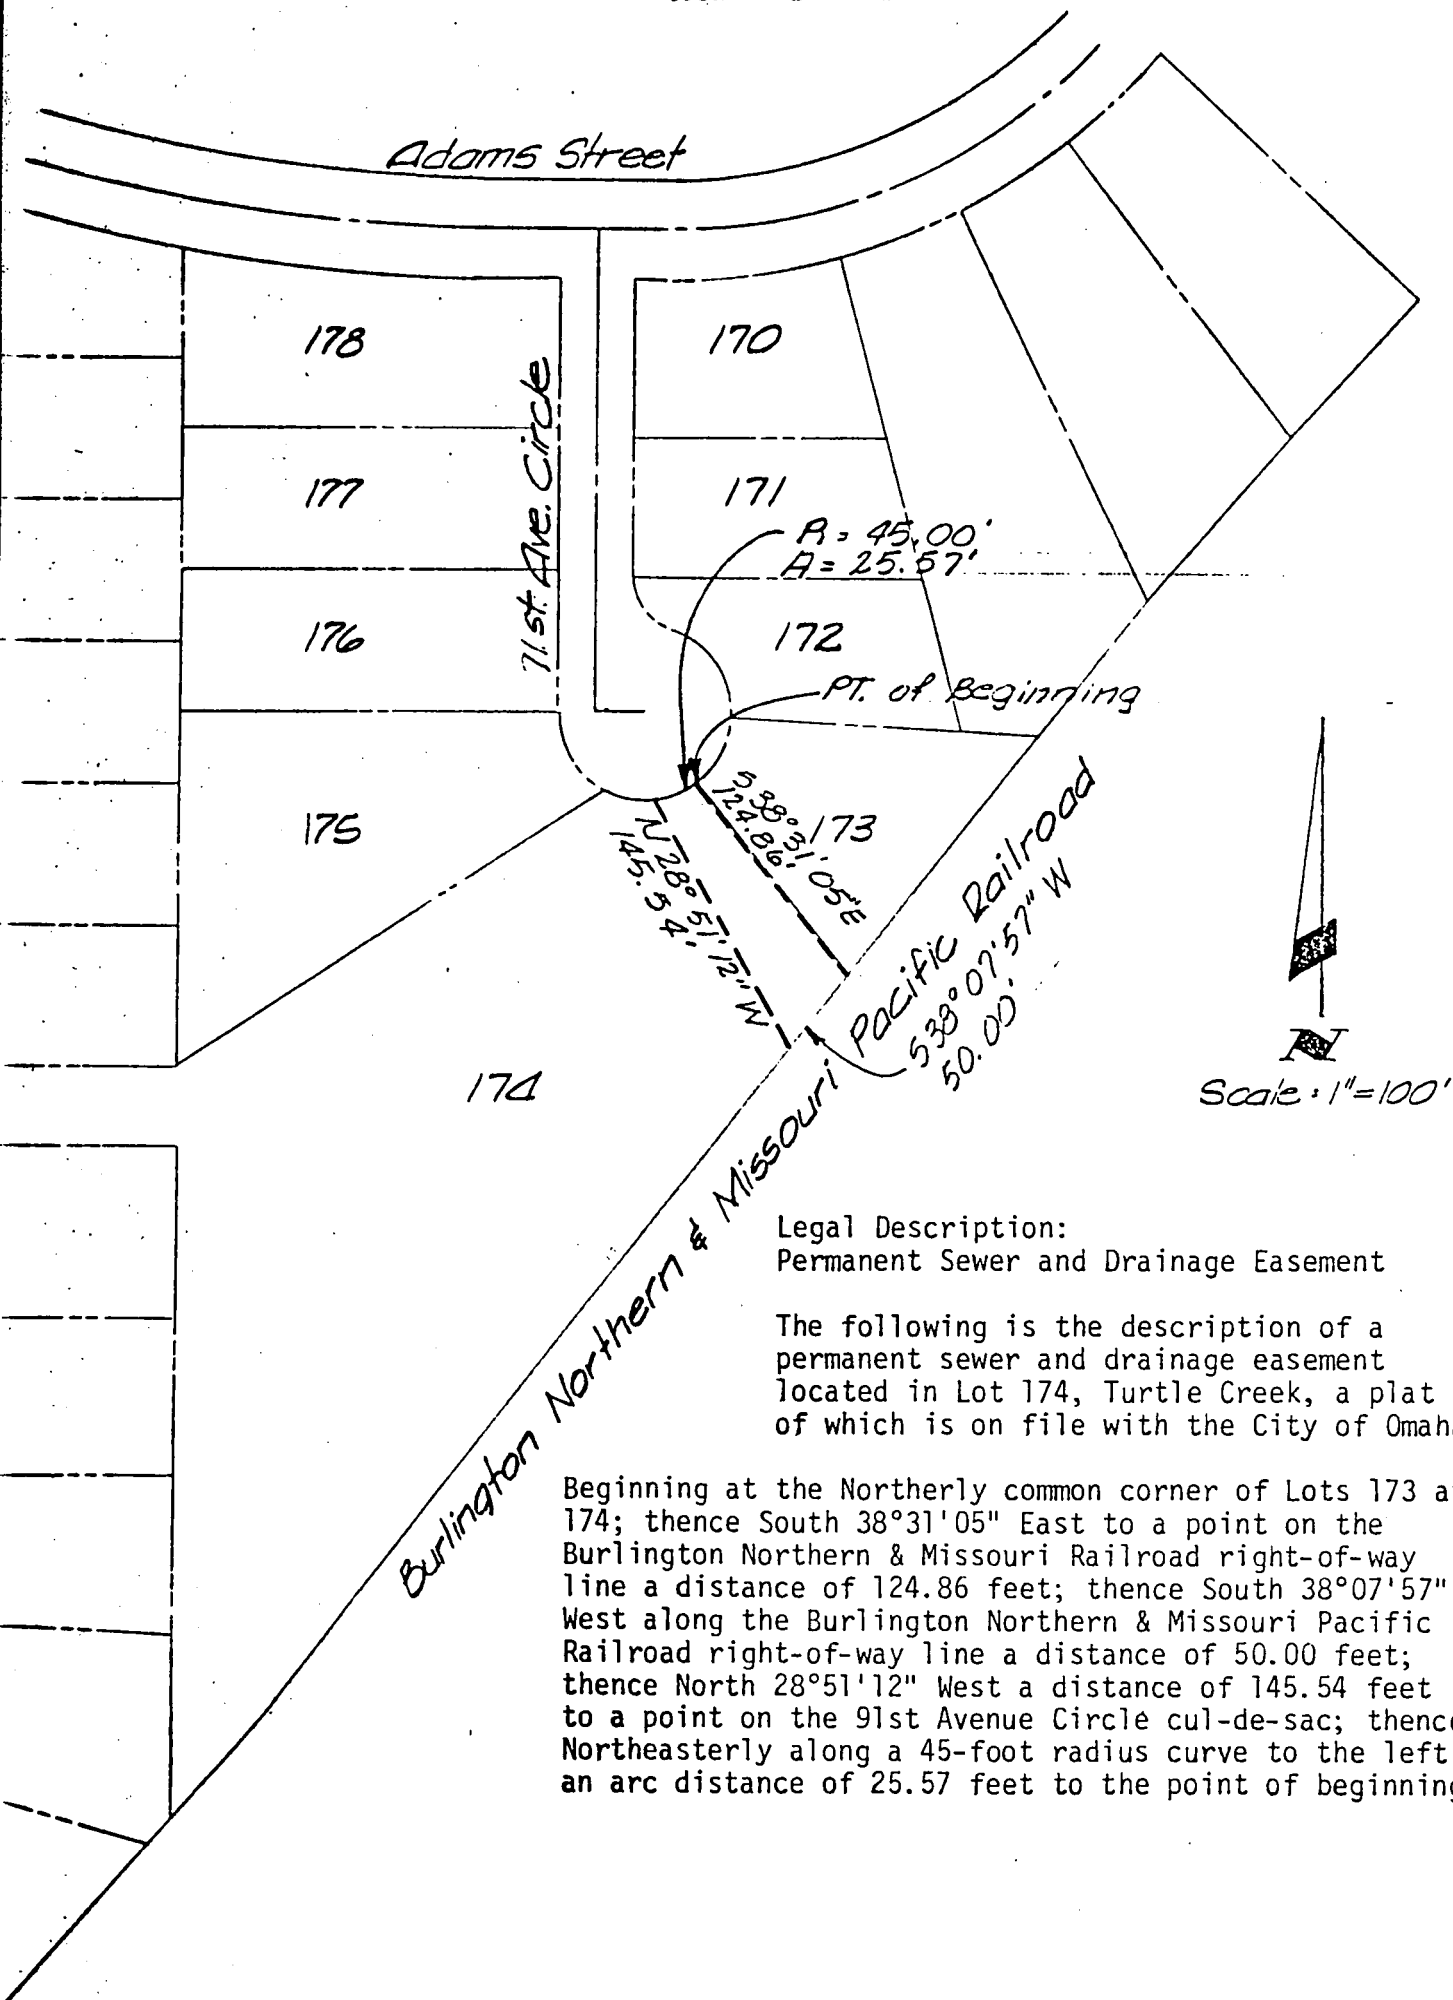 Adams Street
178
170
71st. Ave. Circle
177
171
R = 45.00'
A = 25.57'
176
172
PT. of Beginning
175
S 38° 31' 05" E
124.86'
173
N 28° 51' 12" W
145.54'
Burlington Northern & Missouri Pacific Railroad
S38° 07' 57" W
50.00'
174
N
Scale: 1"=100'
Legal Description:
Permanent Sewer and Drainage Easement
The following is the description of a
permanent sewer and drainage easement
located in Lot 174, Turtle Creek, a plat
of which is on file with the City of Omah
Beginning at the Northerly common corner of Lots 173 a
174; thence South 38°31'05" East to a point on the
Burlington Northern & Missouri Railroad right-of-way
line a distance of 124.86 feet; thence South 38°07'57"
West along the Burlington Northern & Missouri Pacific
Railroad right-of-way line a distance of 50.00 feet;
thence North 28°51'12" West a distance of 145.54 feet
to a point on the 91st Avenue Circle cul-de-sac; thence
Northeasterly along a 45-foot radius curve to the left
an arc distance of 25.57 feet to the point of beginning